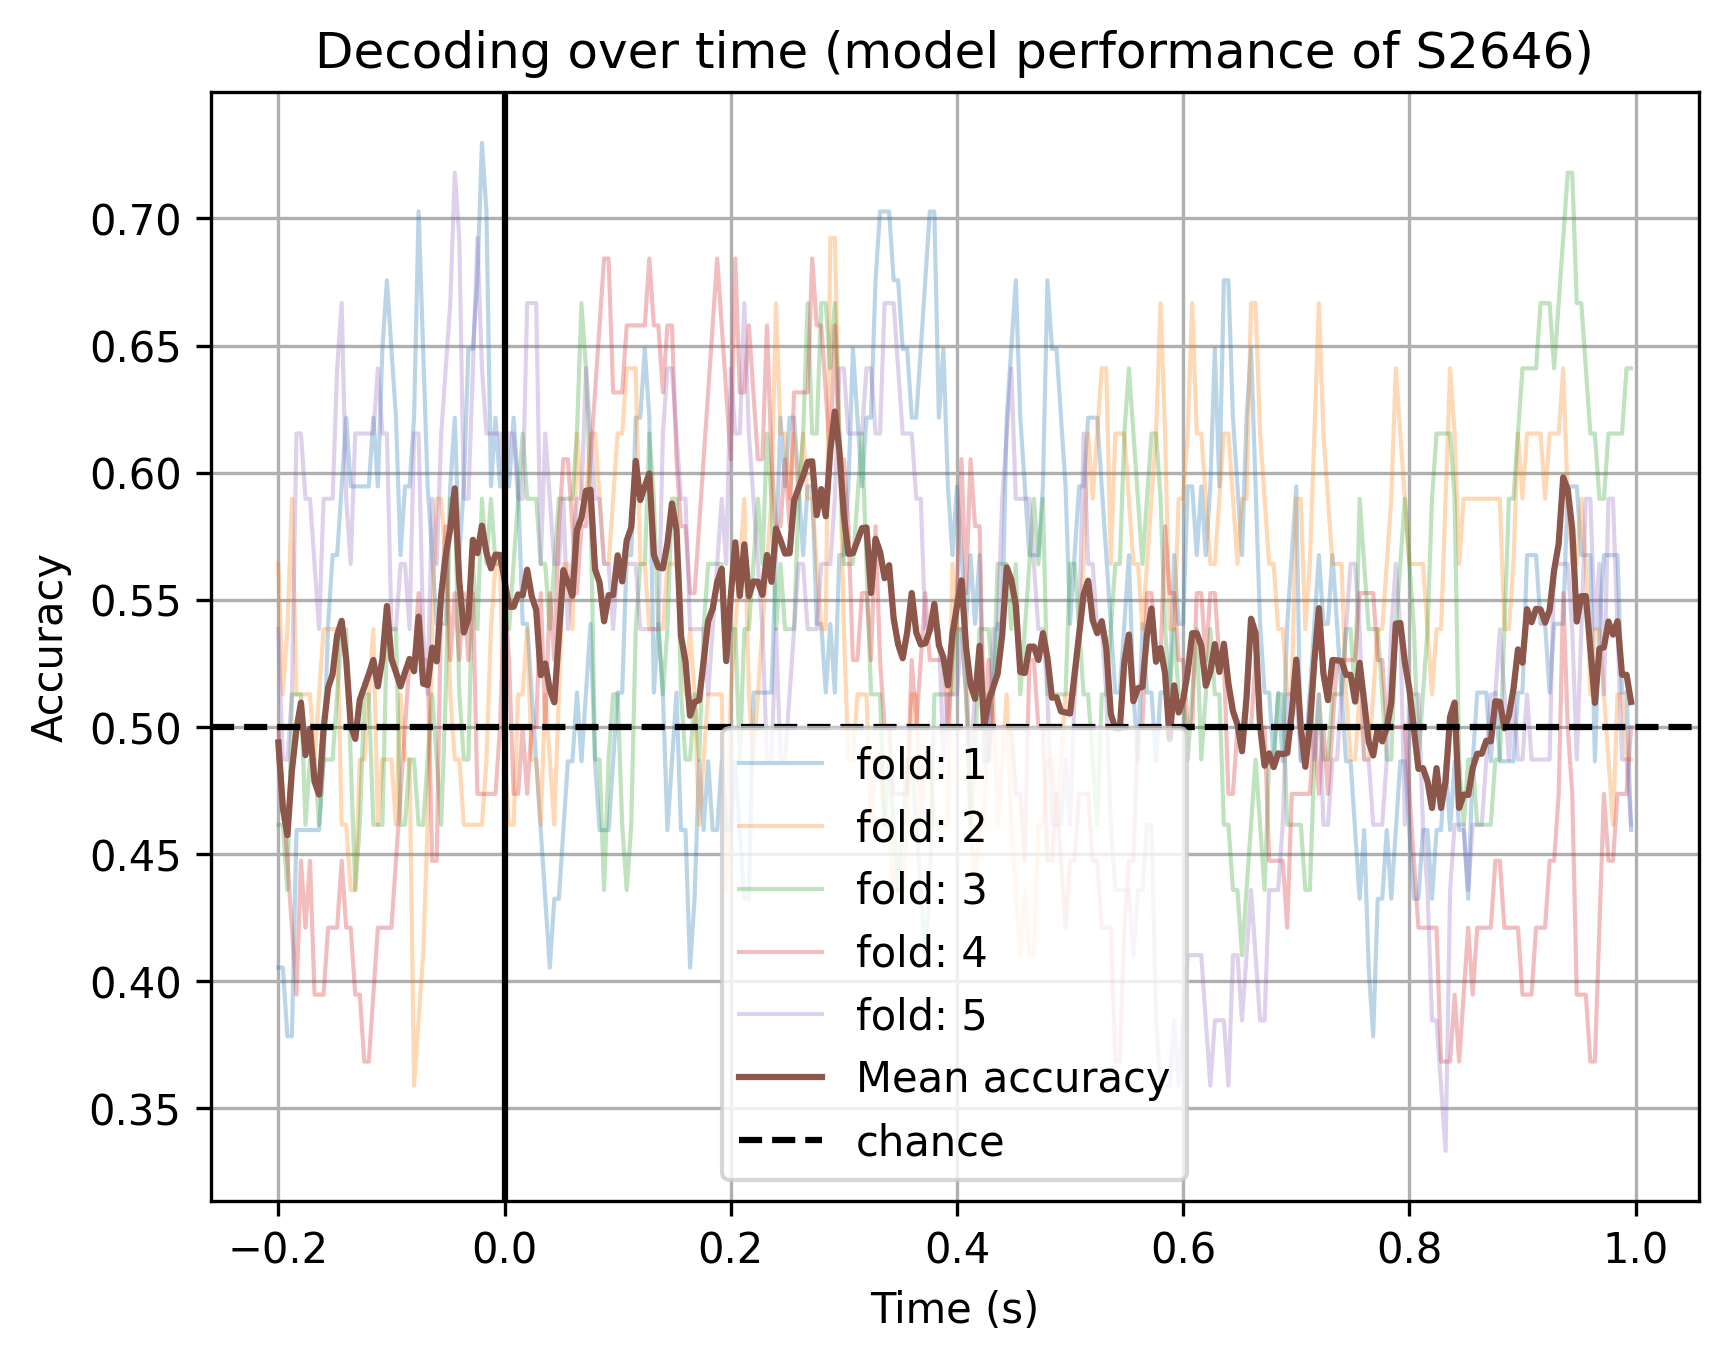 Decoding over time (model performance of S2646)
Accuracy
0.70
0.65
0.60
0.55
0.50
0.45
0.40
0.35
fold: 1
fold: 2
fold: 3
fold: 4
fold: 5
Mean accuracy
chance
−0.2 0.0 0.2 0.4 0.6 0.8 1.0
Time (s)